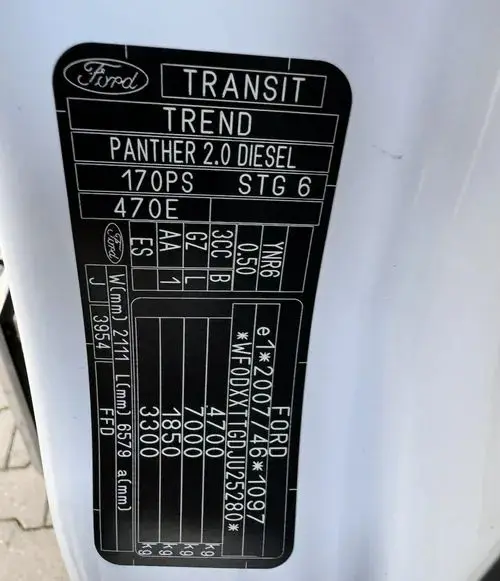 Ford
TRANSIT
TREND
PANTHER 2.0 DIESEL
170PS STG 6
470E
YNR6
0.50
3CC B
GZ L
AA 1
ES
Ford
FORD
e1*2007/46*1097
*WF0DXXTTGDJU25280*
4700 kg
7000 kg
1850 kg
3300 kg
W(mm) 2111 L(mm) 6579 a(mm)
J 3954 FFD